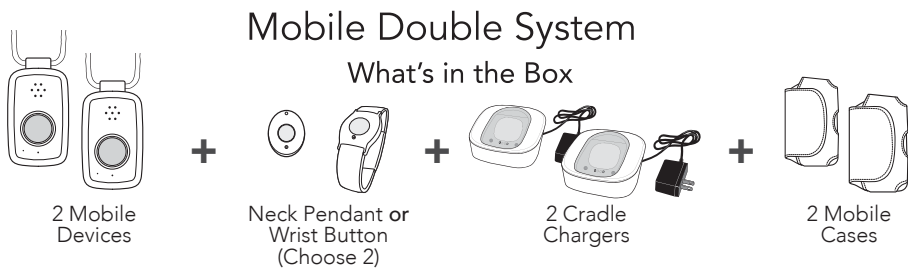 Mobile Double System
What's in the Box
+
+
+
2 Mobile
Devices
Neck Pendant or
Wrist Button
(Choose 2)
2 Cradle
Chargers
2 Mobile
Cases